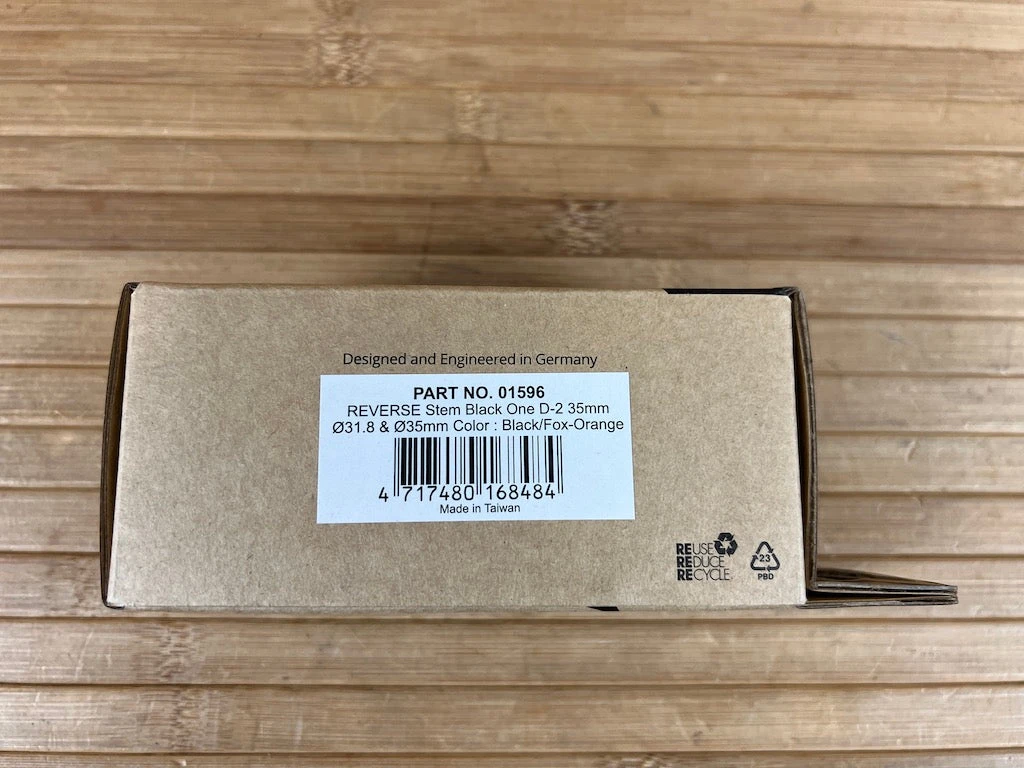 Designed and Engineered in Germany
PART NO. 01596
REVERSE Stem Black One D-2 35mm
Ø31.8 & Ø35mm Color : Black/Fox-Orange
4 717480 168484
Made in Taiwan
REUSE
REDUCE
RECYCLE
23
PBD